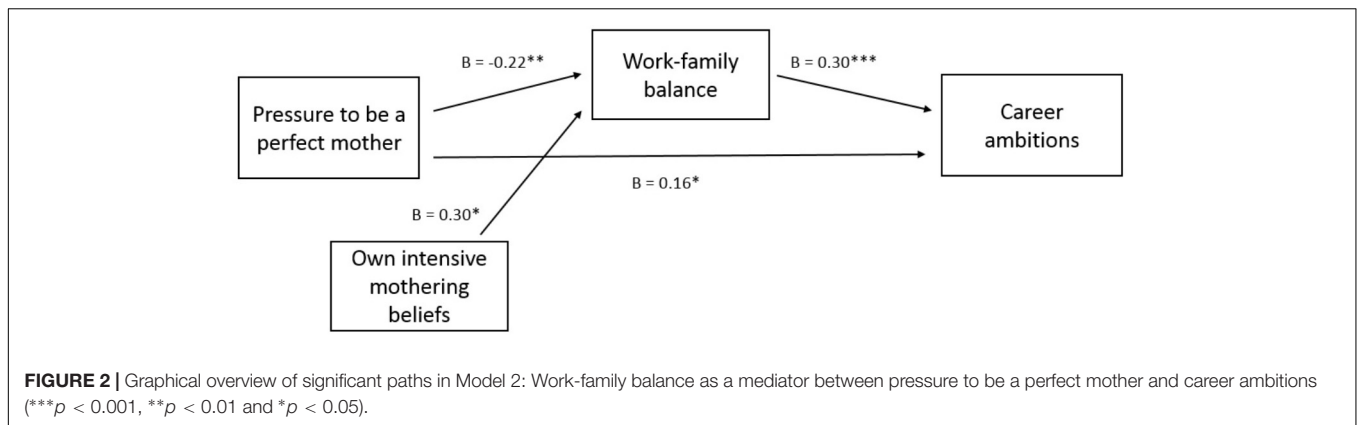 B = -0.22**
Work-family
balance
B = 0.30***
Pressure to be a
perfect mother
Career
ambitions
B = 0.16*
B = 0.30*
Own intensive
mothering
beliefs
FIGURE 2 | Graphical overview of significant paths in Model 2: Work-family balance as a mediator between pressure to be a perfect mother and career ambitions
(***p < 0.001, **p < 0.01 and *p < 0.05).